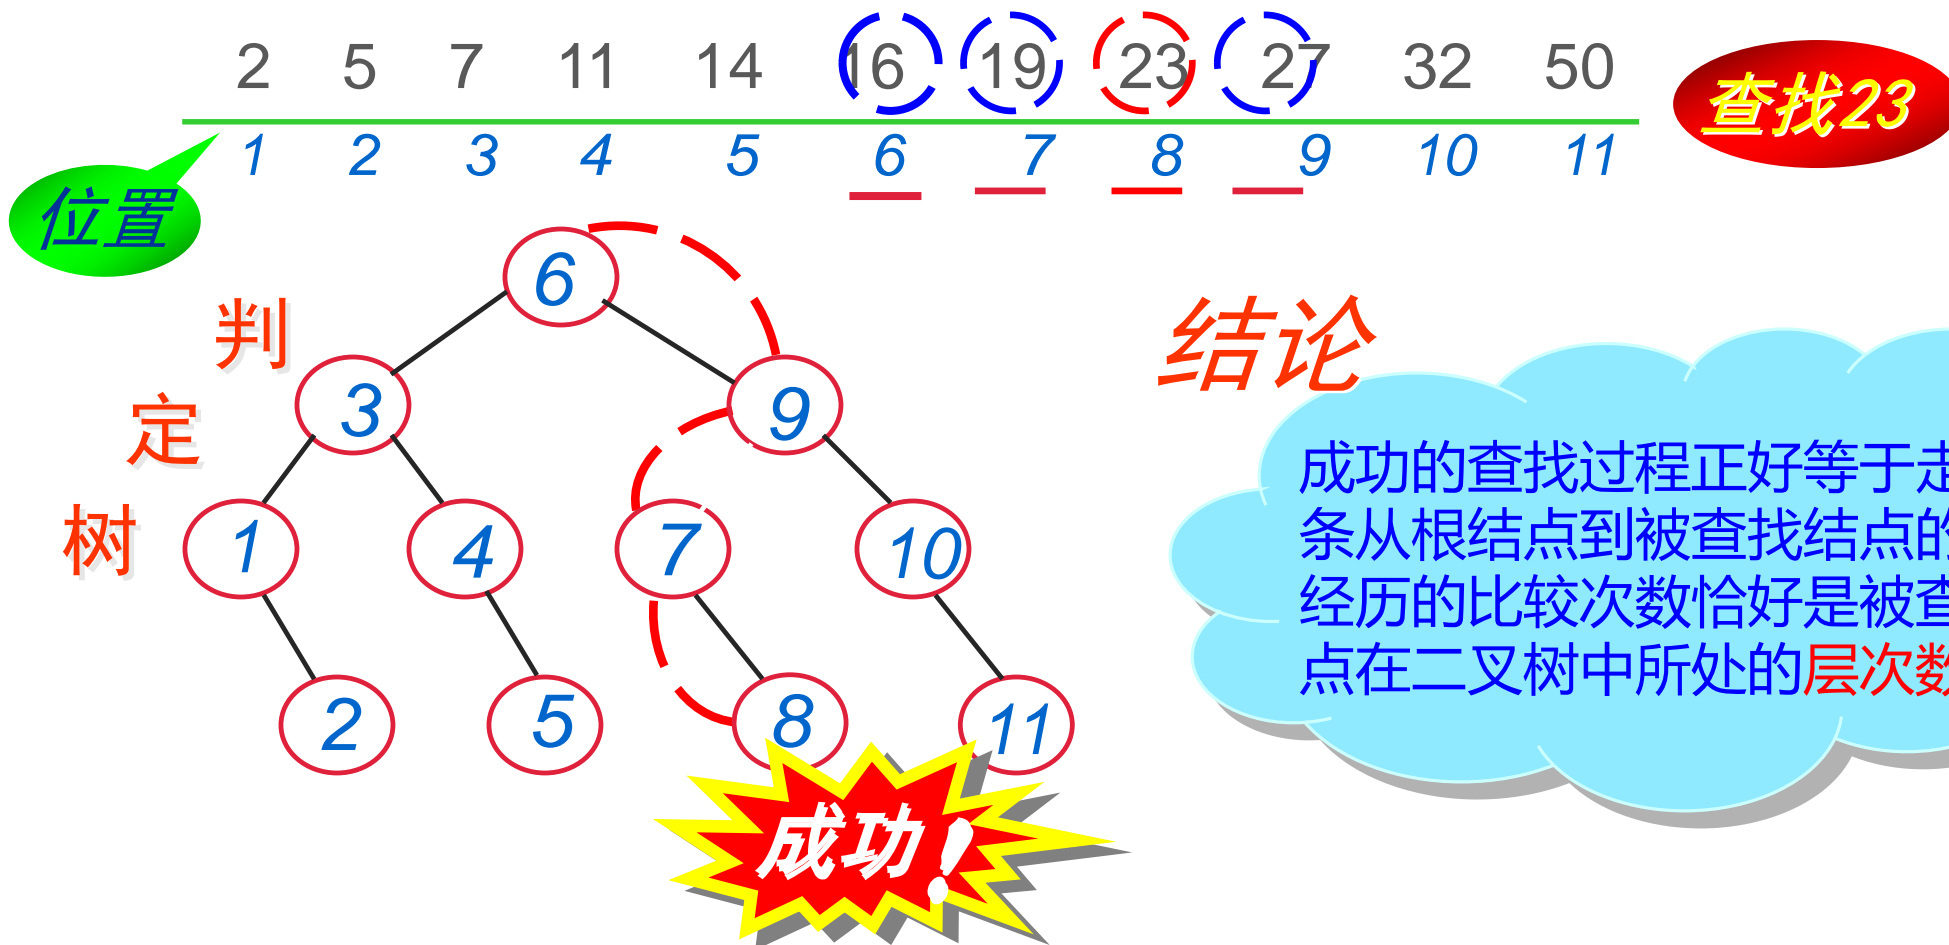 2 5 7 11 14 16 19 23 27 32 50
查找23
1 2 3 4 5 6 7 8 9 10 11
位置
判
定
树
6
3 9
1 4 7 10
2 5 8 11
成功！
结论
成功的查找过程正好等于走
条从根结点到被查找结点的
经历的比较次数恰好是被查
点在二叉树中所处的层次数